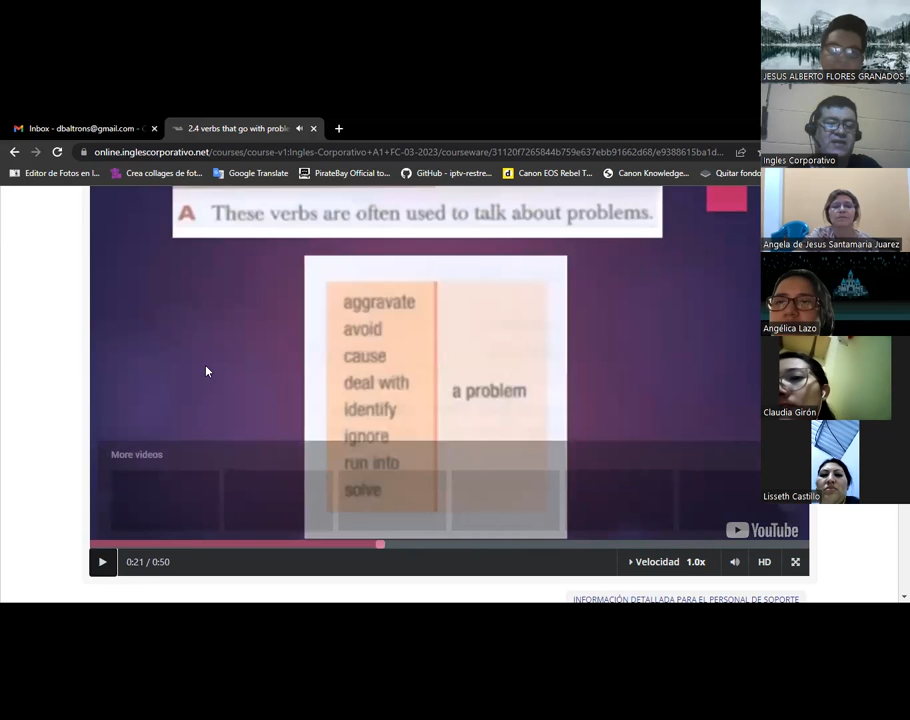 JESUS ALBERTO FLORES GRANADOS
Inbox - dbaltrons@gmail.com -
2.4 verbs that go with probl
Ingles Corporativo
online.inglescorporativo.net/courses/course-v1:Ingles-Corporativo+A1+FC-03-2023/courseware/31120f7265844b759e637ebb91662d68/e9388615ba1d...
Editor de Fotos en l...
Crea collages de fot...
Google Translate
PirateBay Official to...
GitHub - iptv-restre...
Canon EOS Rebel T...
Canon Knowledge...
Quitar fondo
A These verbs are often used to talk about problems.
Angela de Jesus Santamaria Juarez
aggravate
avoid
cause
deal with
identify
ignore
run into
solve
a problem
Angélica Lazo
Claudia Girón
More videos
Lisseth Castillo
YouTube
0:21 / 0:50
Velocidad 1.0x
HD
INFORMACIÓN DETALLADA PARA EL PERSONAL DE SOPORTE